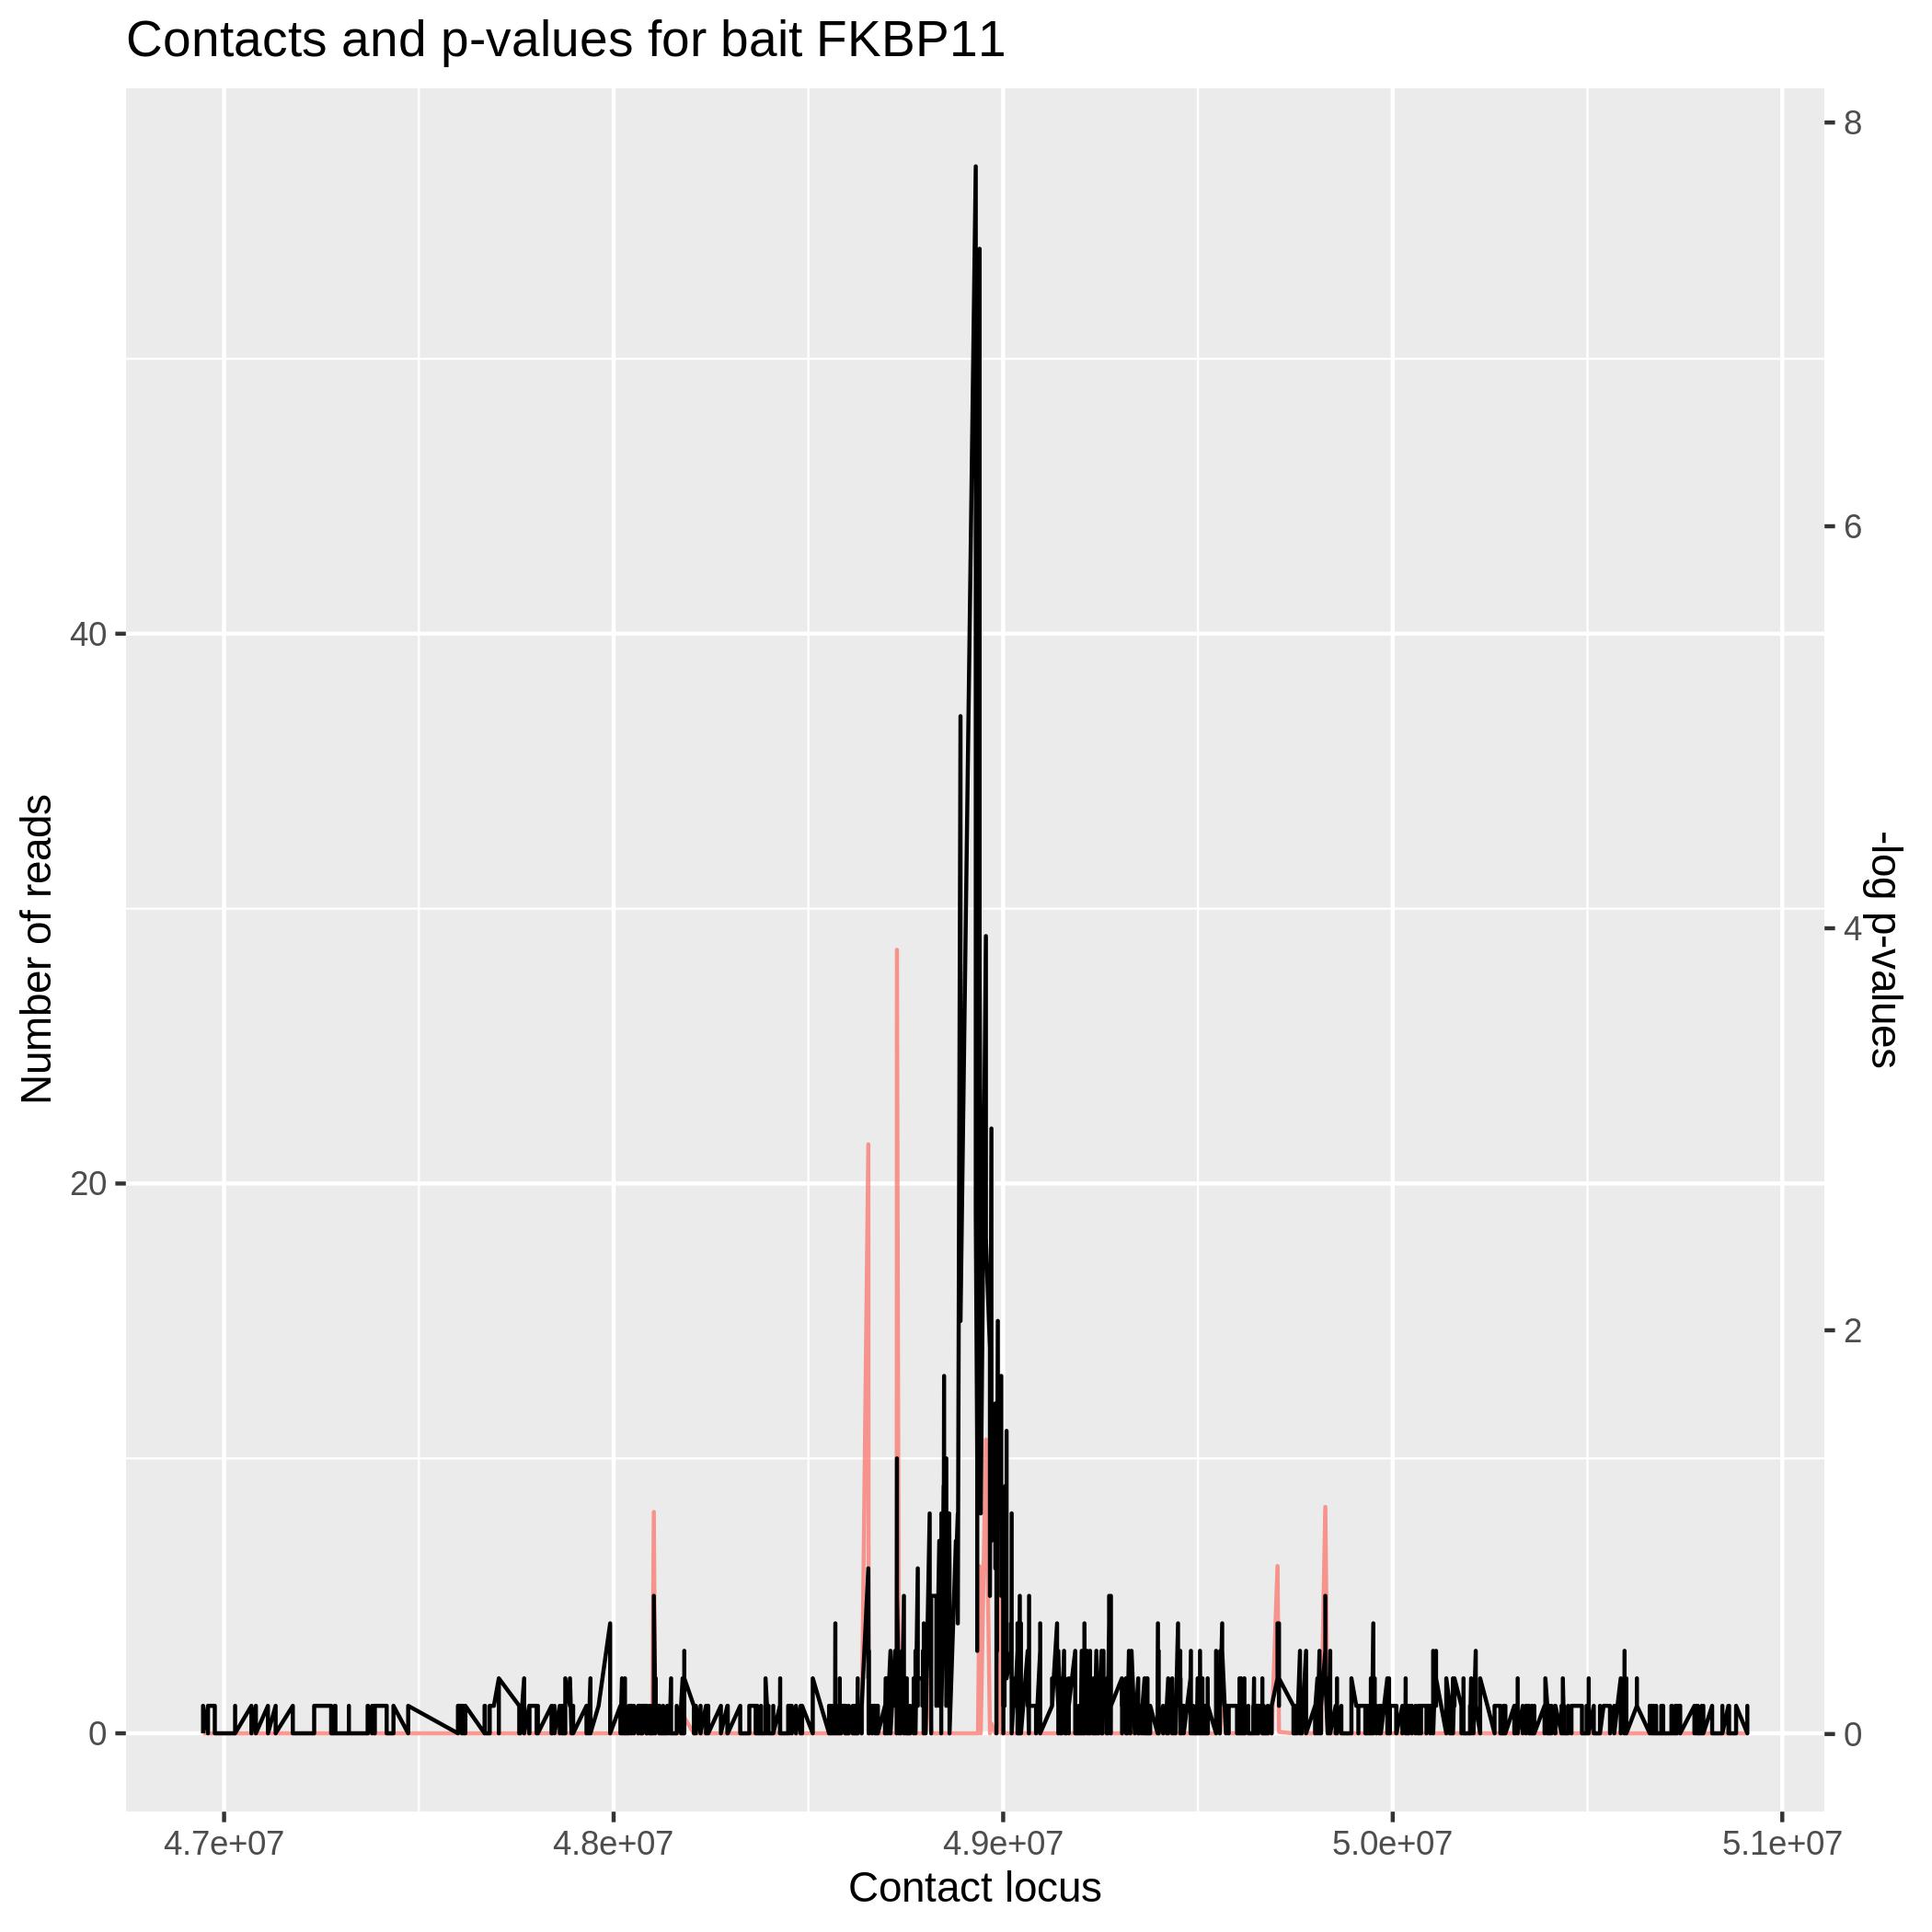 Contacts and p-values for bait FKBP11
Number of reads
40
20
0
8
6
4
2
0
-log p-values
4.7e+07
4.8e+07
4.9e+07
5.0e+07
5.1e+07
Contact locus